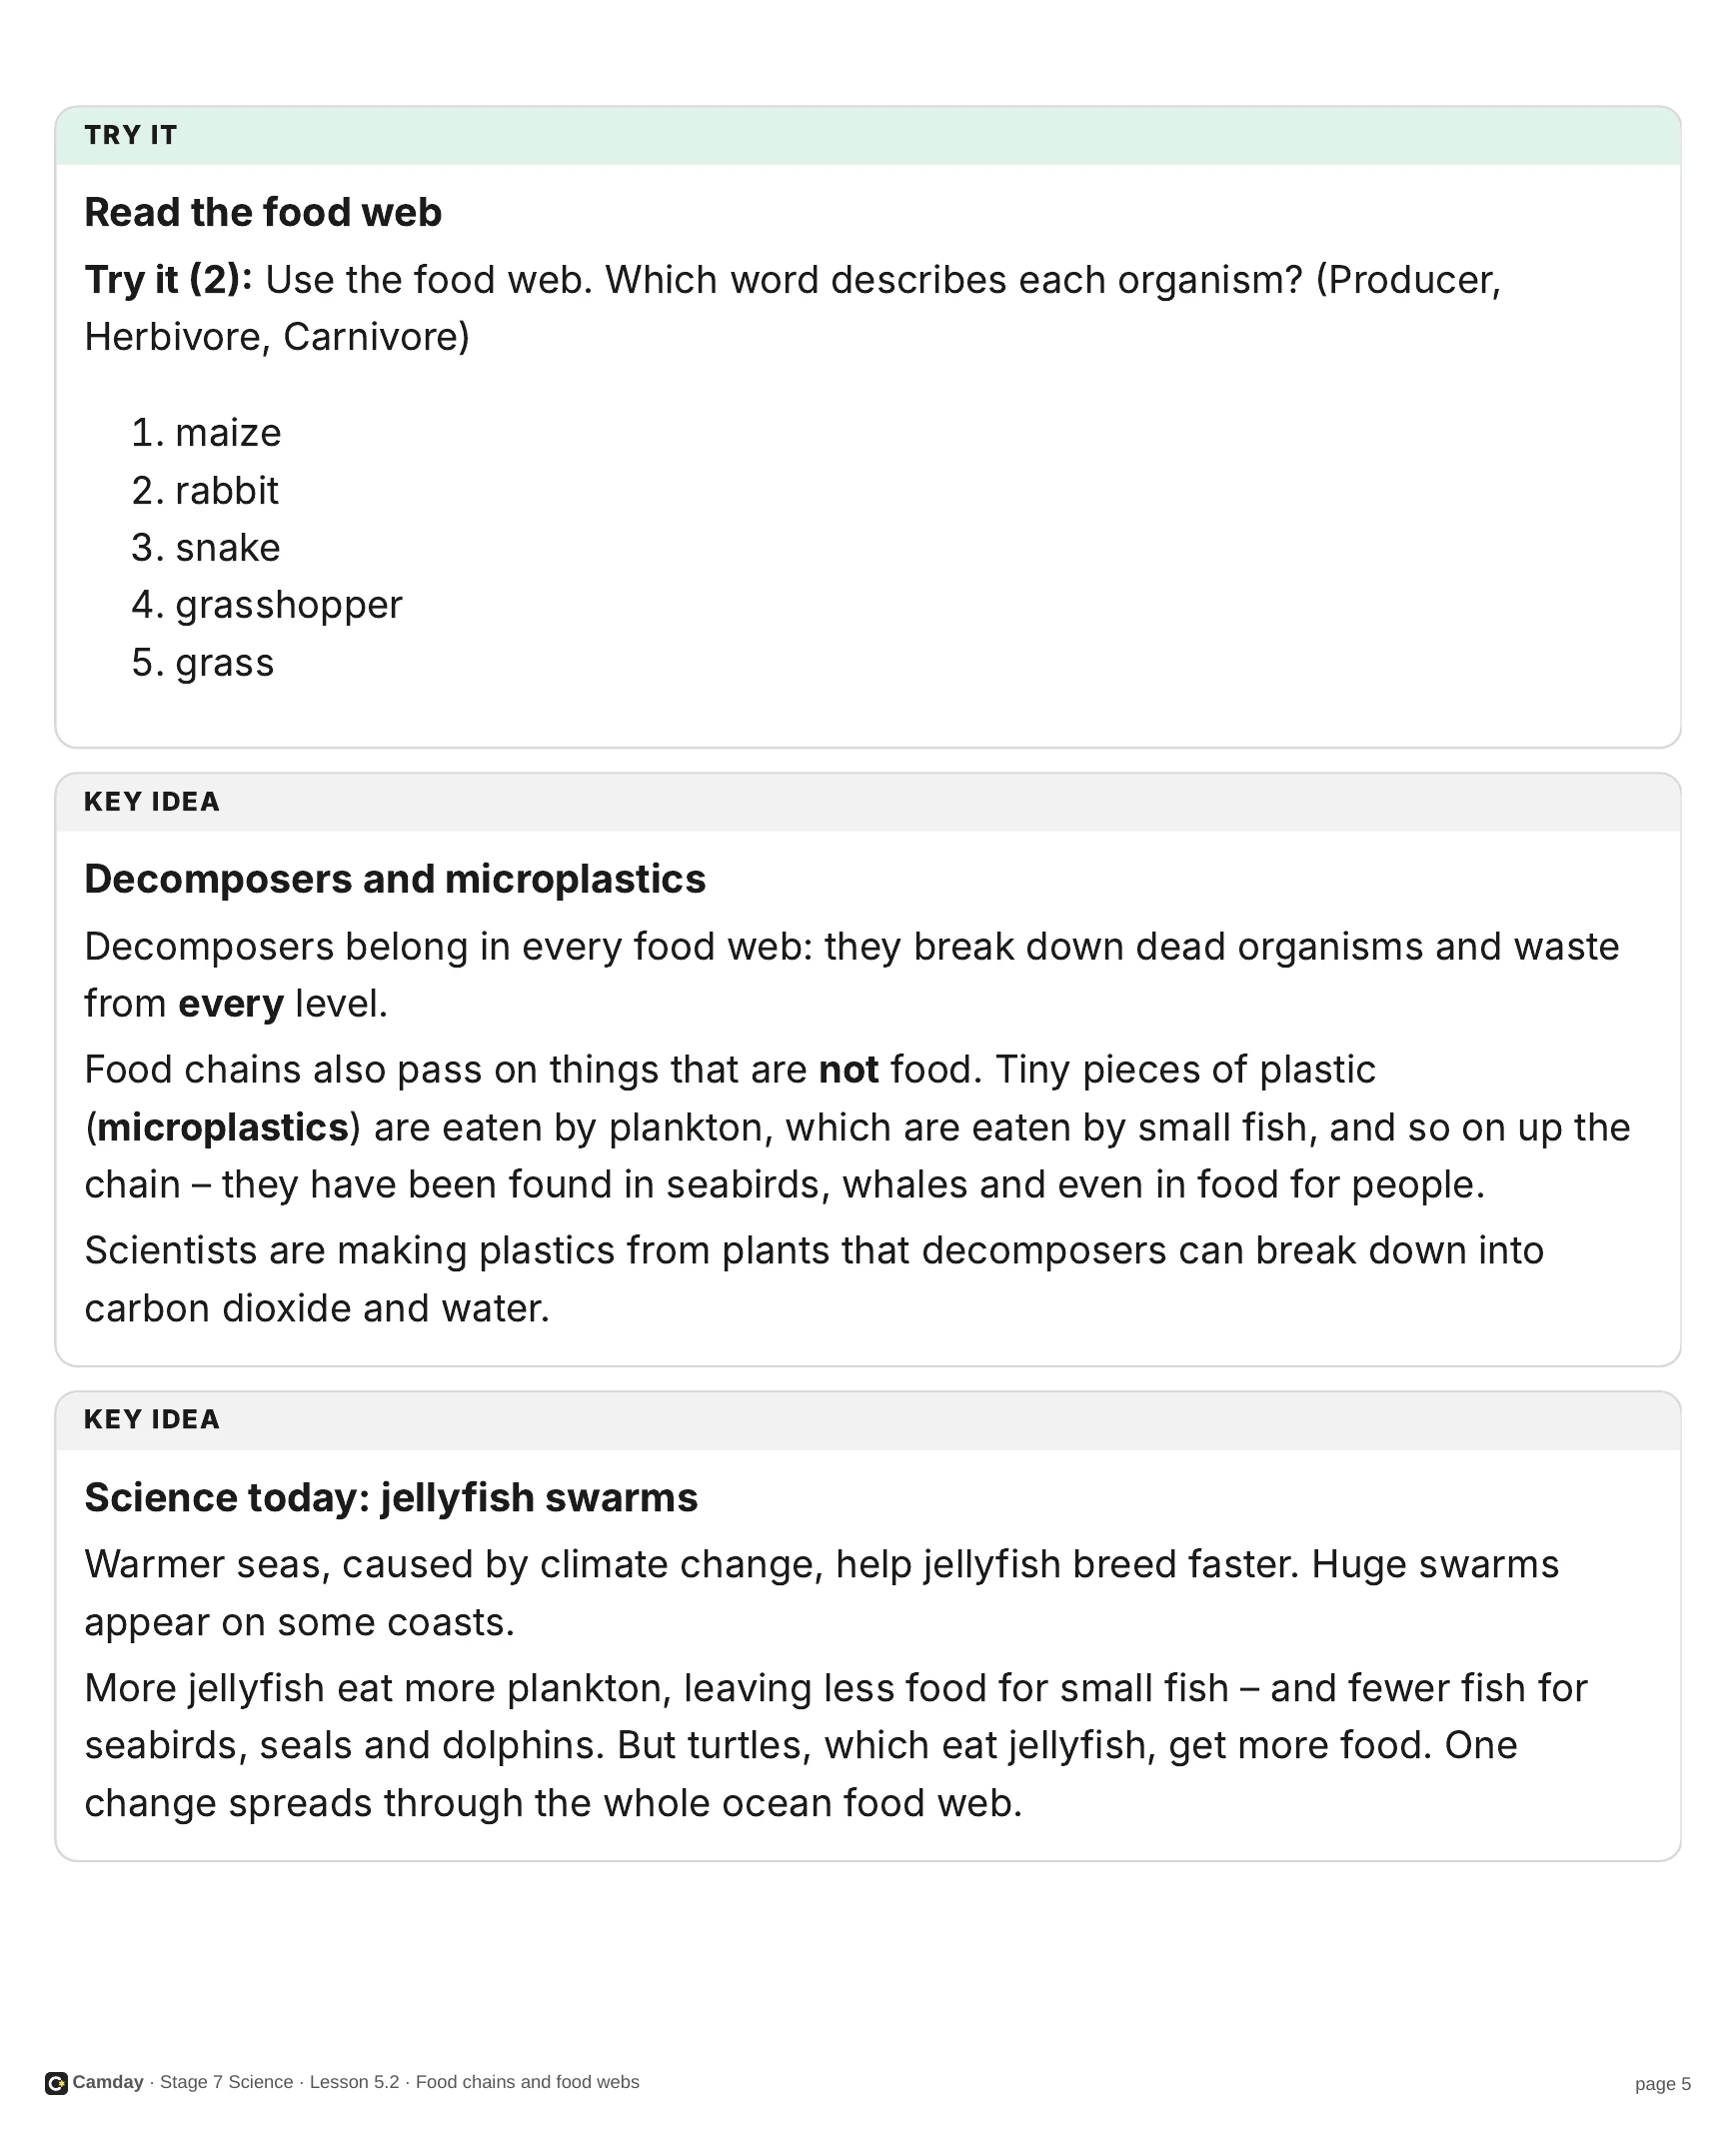 TRY IT
Read the food web
Try it (2): Use the food web. Which word describes each organism? (Producer,
Herbivore, Carnivore)
1. maize
2. rabbit
3. snake
4. grasshopper
5. grass
KEY IDEA
Decomposers and microplastics
Decomposers belong in every food web: they break down dead organisms and waste
from every level.
Food chains also pass on things that are not food. Tiny pieces of plastic
(microplastics) are eaten by plankton, which are eaten by small fish, and so on up the
chain – they have been found in seabirds, whales and even in food for people.
Scientists are making plastics from plants that decomposers can break down into
carbon dioxide and water.
KEY IDEA
Science today: jellyfish swarms
Warmer seas, caused by climate change, help jellyfish breed faster. Huge swarms
appear on some coasts.
More jellyfish eat more plankton, leaving less food for small fish – and fewer fish for
seabirds, seals and dolphins. But turtles, which eat jellyfish, get more food. One
change spreads through the whole ocean food web.
Camday · Stage 7 Science · Lesson 5.2 · Food chains and food webs
page 5